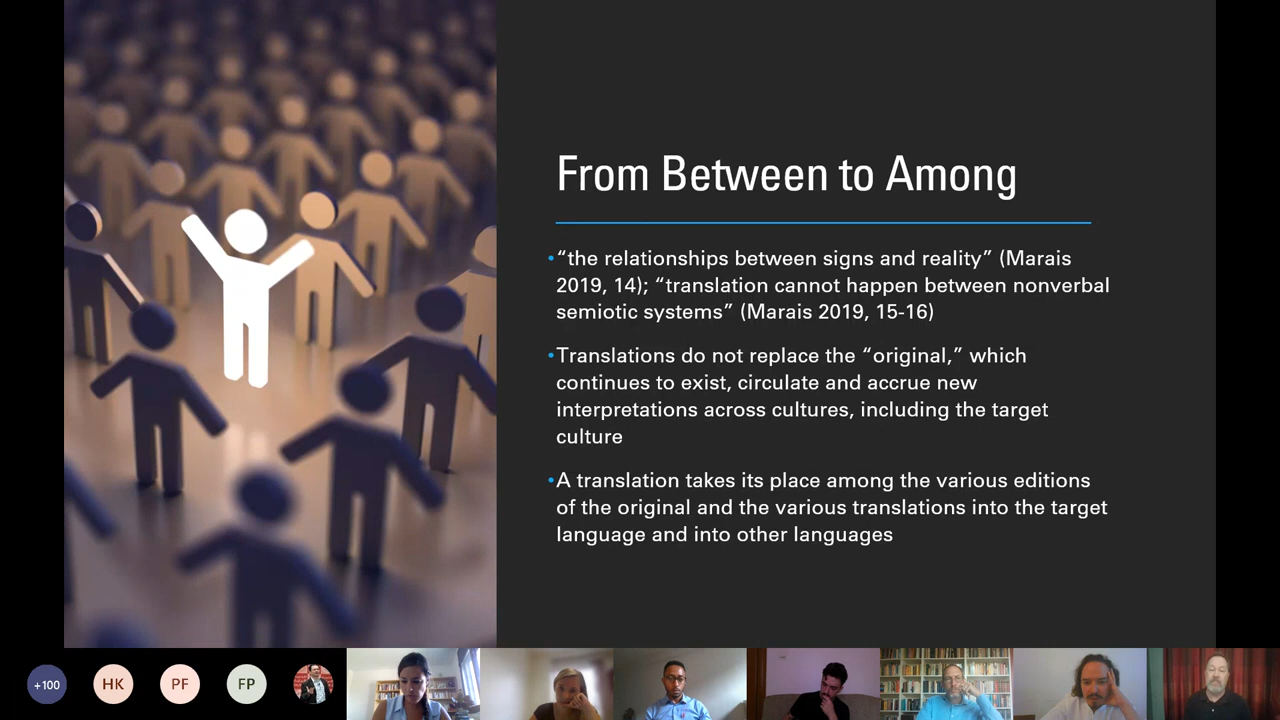 From Between to Among
•“the relationships between signs and reality” (Marais
2019, 14); “translation cannot happen between nonverbal
semiotic systems” (Marais 2019, 15-16)
•Translations do not replace the “original,” which
continues to exist, circulate and accrue new
interpretations across cultures, including the target
culture
•A translation takes its place among the various editions
of the original and the various translations into the target
language and into other languages
+100 HK PF FP